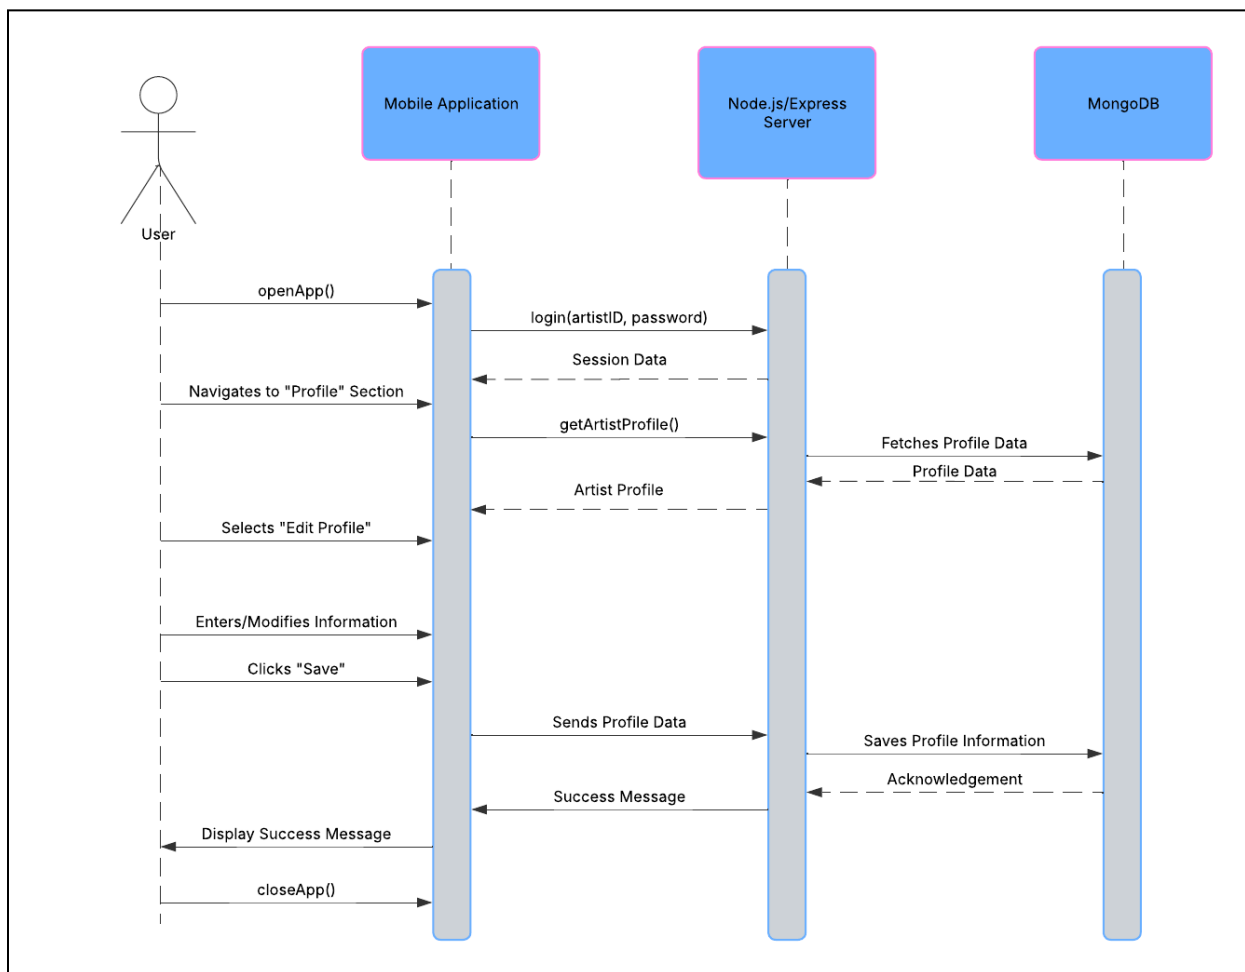 Mobile Application
Node.js/Express
Server
MongoDB
User
openApp()
login(artistID, password)
Session Data
Navigates to "Profile" Section
getArtistProfile()
Fetches Profile Data
Profile Data
Artist Profile
Selects "Edit Profile"
Enters/Modifies Information
Clicks "Save"
Sends Profile Data
Saves Profile Information
Acknowledgement
Success Message
Display Success Message
closeApp()